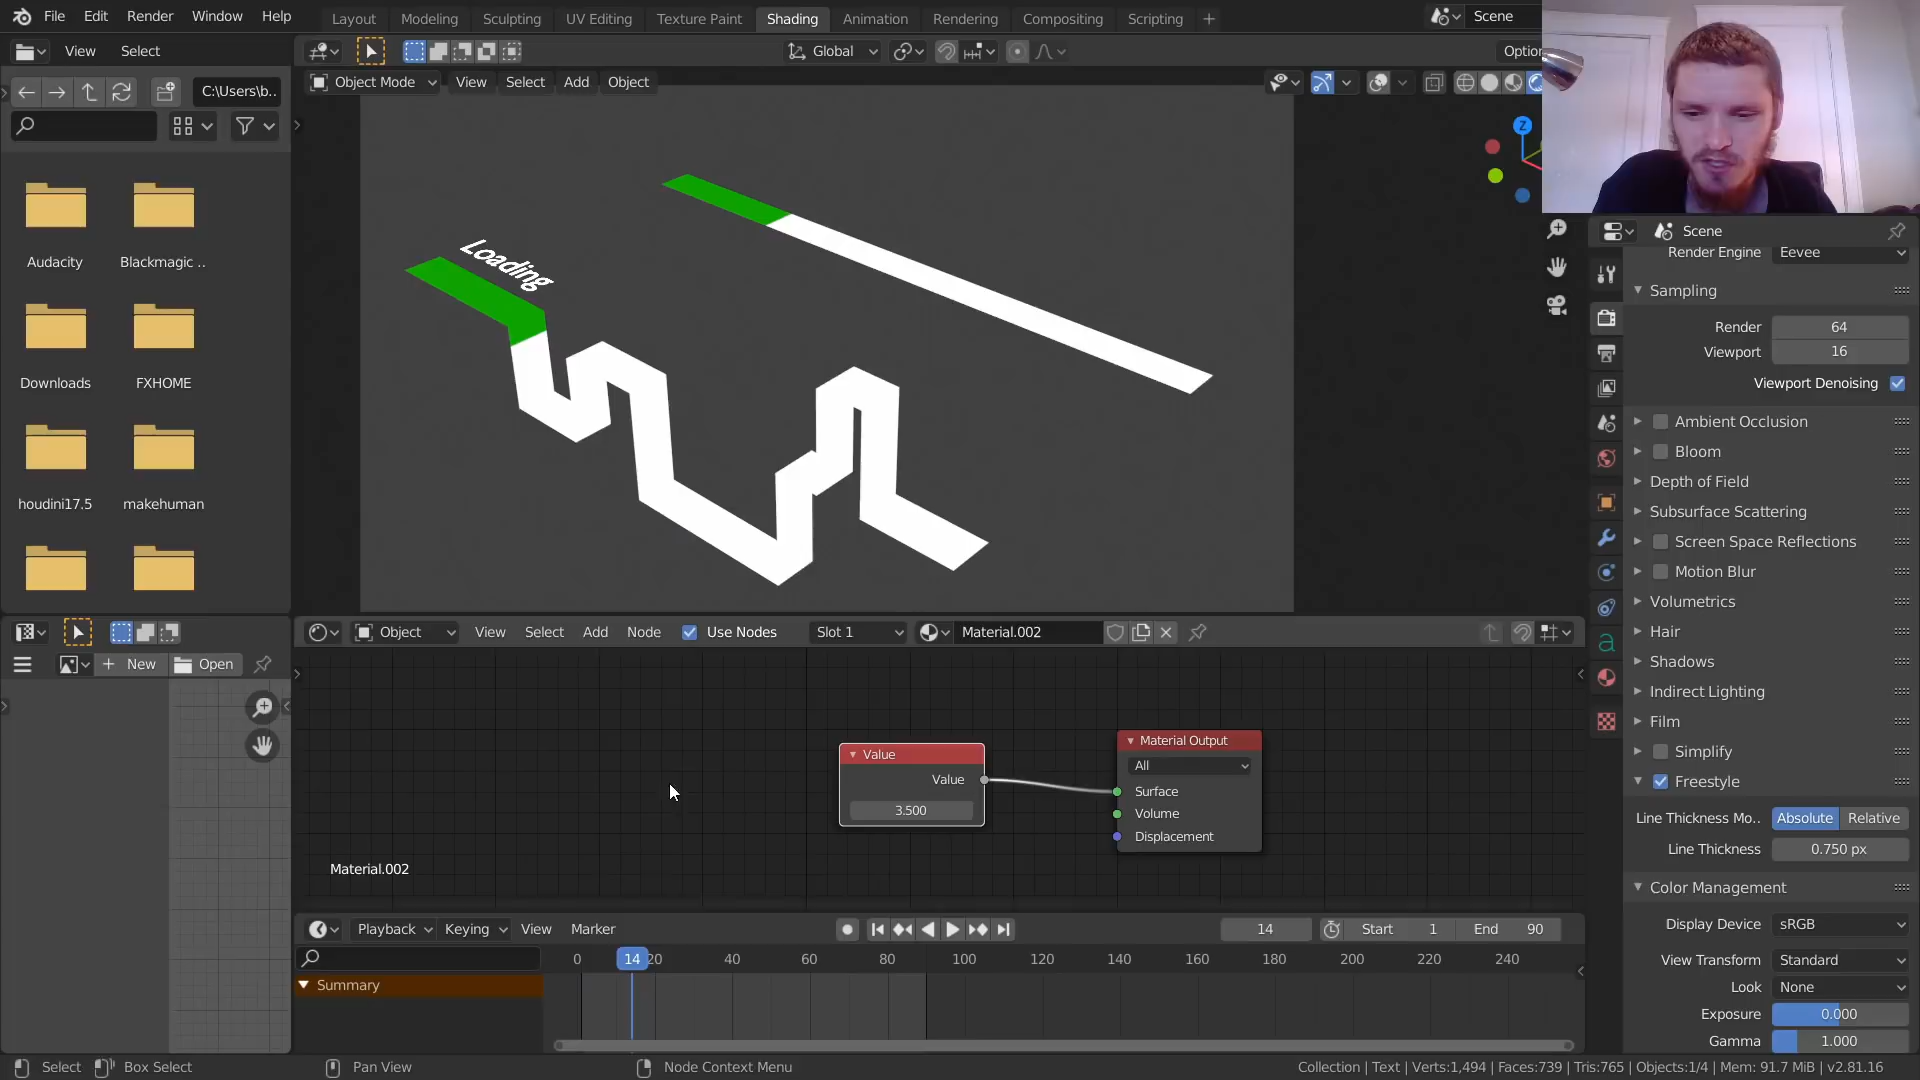 File Edit Render Window Help
Layout Modeling Sculpting UV Editing Texture Paint Shading Animation Rendering Compositing Scripting +
Scene
View Select
Global
Optior
Object Mode View Select Add Object
C:\Users\b..
Z
Loading
Audacity Blackmagic ..
Downloads FXHOME
houdini17.5 makehuman
Scene
Render Engine Eevee
Sampling
Render 64
Viewport 16
Viewport Denoising
Ambient Occlusion
Bloom
Depth of Field
Subsurface Scattering
Screen Space Reflections
Motion Blur
Volumetrics
Hair
Shadows
Indirect Lighting
Film
Simplify
Freestyle
Line Thickness Mo.. Absolute Relative
Line Thickness 0.750 px
Color Management
Display Device sRGB
View Transform Standard
Look None
Exposure 0.000
Gamma 1.000
Object View Select Add Node Use Nodes Slot 1 Material.002
+ New Open
Value
Value
3.500
Material Output
All
Surface
Volume
Displacement
Material.002
Playback Keying View Marker 14 Start 1 End 90
0 14 20 40 60 80 100 120 140 160 180 200 220 240
Summary
Select Box Select Pan View Node Context Menu
Collection | Text | Verts:1,494 | Faces:739 | Tris:765 | Objects:1/4 | Mem: 91.7 MiB | v2.81.16